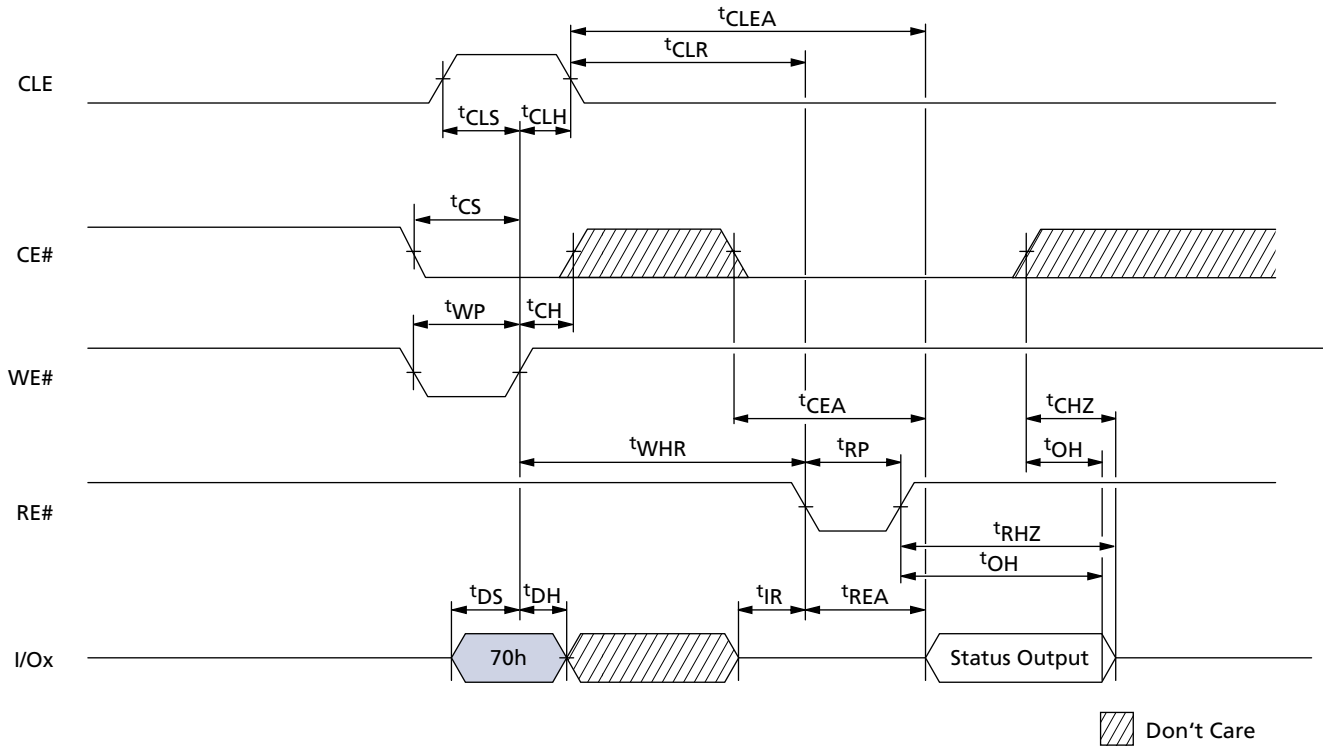 tCLEA
tCLR
CLE
tCLS tCLH
tCS
CE#
tWP tCH
WE#
tCEA tCHZ
tWHR tRP tOH
RE#
tRHZ
tOH
tDS tDH tIR tREA
I/Ox 70h Status Output
Don't Care